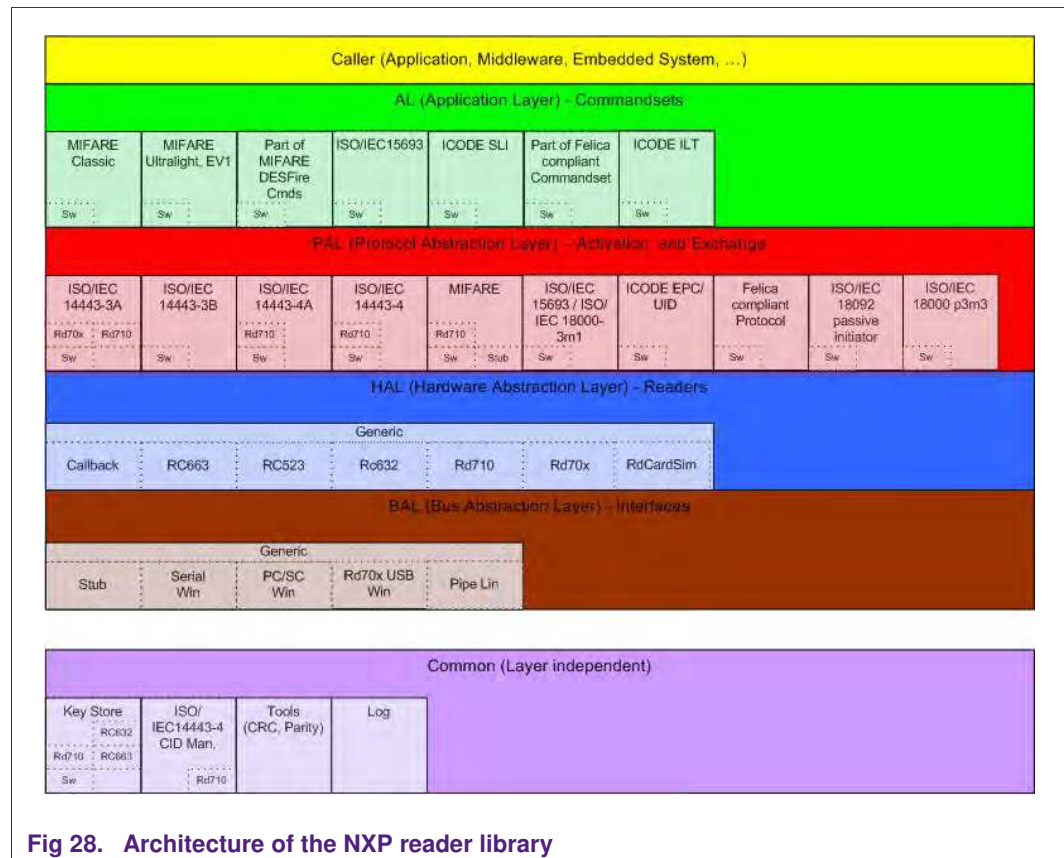 Caller (Application, Middleware, Embedded System, …)
AL (Application Layer) - Commandsets
MIFARE
Classic
Sw
MIFARE
Ultralight, EV1
Sw
Part of
MIFARE
DESFire
Cmds
Sw
ISO/IEC15693
Sw
ICODE SLI
Sw
Part of Felica
compliant
Commandset
Sw
ICODE ILT
Sw
PAL (Protocol Abstraction Layer) – Activation and Exchange
ISO/IEC
14443-3A
Rd70x Rd710
Sw
ISO/IEC
14443-3B
Sw
ISO/IEC
14443-4A
Rd710
Sw
ISO/IEC
14443-4
Rd710
Sw
MIFARE
Rd710
Sw Stub
ISO/IEC
15693 / ISO/
IEC 18000-
3m1
Sw
ICODE EPC/
UID
Sw
Felica
compliant
Protocol
Sw
ISO/IEC
18092
passive
initiator
Sw
ISO/IEC
18000 p3m3
Sw
HAL (Hardware Abstraction Layer) - Readers
Generic
Callback
RC663
RC523
Rc632
Rd710
Rd70x
RdCardSim
BAL (Bus Abstraction Layer) - Interfaces
Generic
Stub
Serial
Win
PC/SC
Win
Rd70x USB
Win
Pipe Lin
Common (Layer independent)
Key Store
RC632
Rd710 RC663
Sw
ISO/
IEC14443-4
CID Man.
Rd710
Tools
(CRC, Parity)
Log
Fig 28. Architecture of the NXP reader library